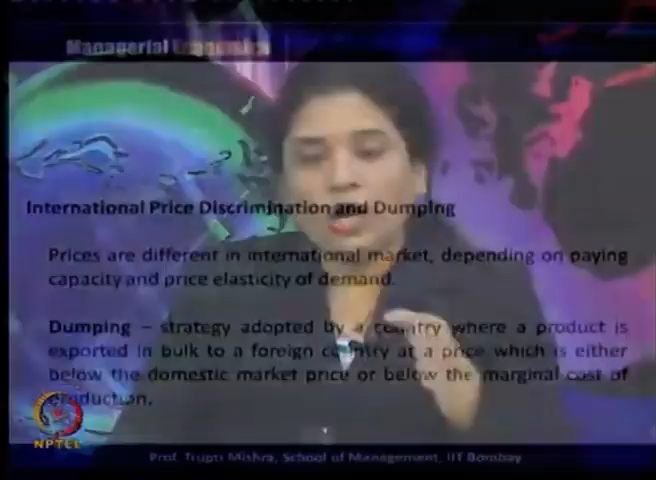 Managerial Economics
International Price Discrimination and Dumping
Prices are different in international market, depending on paying
capacity and price elasticity of demand.
Dumping – strategy adopted by a country where a product is
exported in bulk to a foreign country at a price which is either
below the domestic market price or below the marginal cost of
production.
NPTEL
Prof. Trupti Mishra, School of Management, IIT Bombay